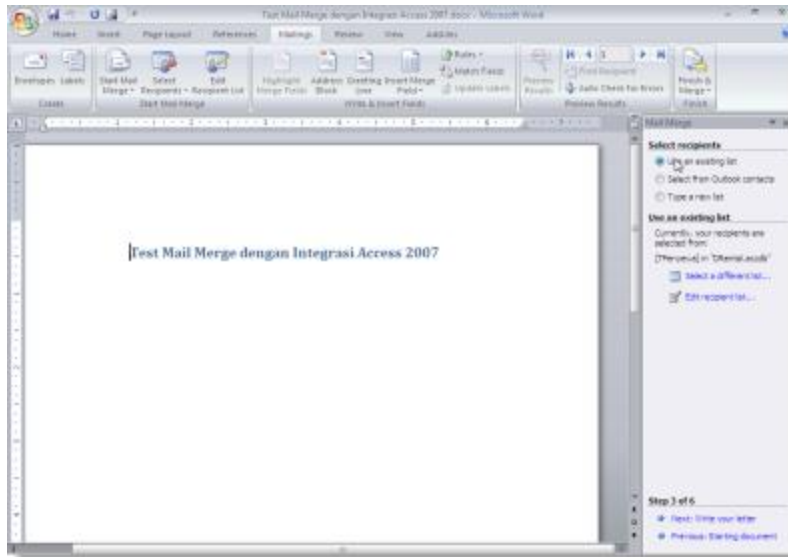 Test Mail Merge dengan Integrasi Access 2007.docx - Microsoft Word
Home Insert Page Layout References Mailings Review View Add-Ins
Envelopes Labels
Start Mail Merge Select Recipients Edit Recipient List
Highlight Merge Fields Address Block Greeting Line Insert Merge Field
Rules
Match Fields
Update Labels
Preview Results
Find Recipient
Auto Check for Errors
Finish & Merge
Create Start Mail Merge Write & Insert Fields Preview Results Finish
Mail Merge
Select recipients
Use an existing list
Select from Outlook contacts
Type a new list
Use an existing list
Currently, your recipients are
selected from:
Select a different list...
Edit recipient list...
Test Mail Merge dengan Integrasi Access 2007
Step 3 of 6
Next: Write your letter
Previous: Starting document